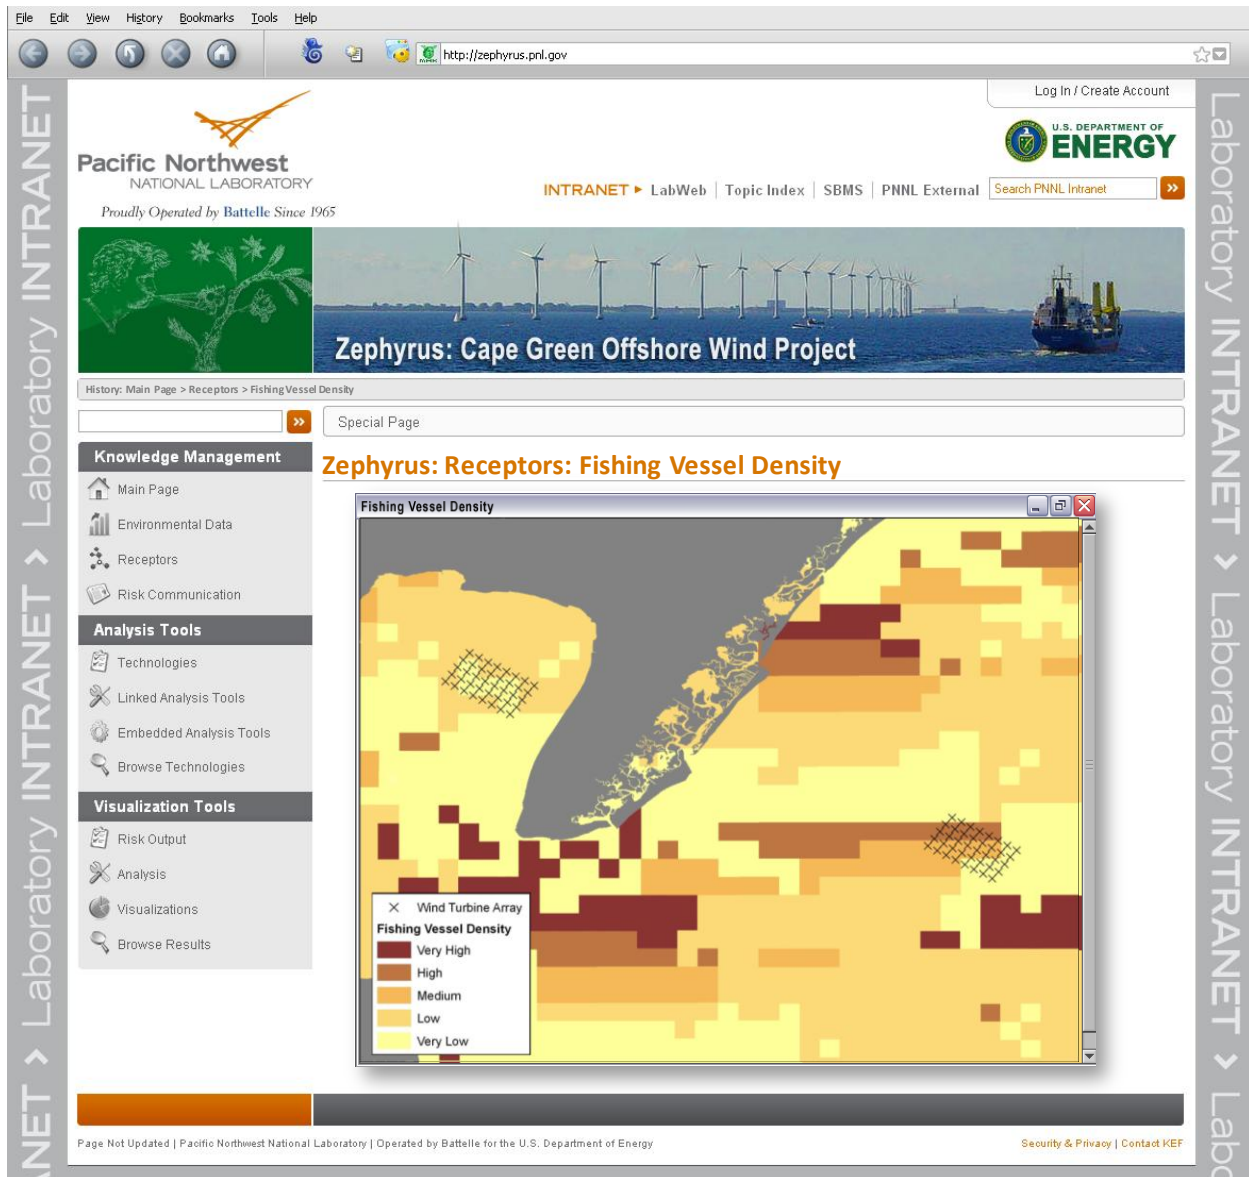 File Edit View History Bookmarks Tools Help
http://zephyrus.pnl.gov
Log In / Create Account
Pacific Northwest
NATIONAL LABORATORY
Proudly Operated by Battelle Since 1965
U.S. DEPARTMENT OF
ENERGY
INTRANET ► LabWeb | Topic Index | SBMS | PNNL External
Search PNNL Intranet
Zephyrus: Cape Green Offshore Wind Project
History: Main Page > Receptors > Fishing Vessel Density
Special Page
Knowledge Management
Main Page
Environmental Data
Receptors
Risk Communication
Analysis Tools
Technologies
Linked Analysis Tools
Embedded Analysis Tools
Browse Technologies
Visualization Tools
Risk Output
Analysis
Visualizations
Browse Results
Zephyrus: Receptors: Fishing Vessel Density
Fishing Vessel Density
Wind Turbine Array
Fishing Vessel Density
Very High
High
Medium
Low
Very Low
Page Not Updated | Pacific Northwest National Laboratory | Operated by Battelle for the U.S. Department of Energy
Security & Privacy | Contact KEF
NET > Laboratory INTRANET > Laboratory INTRANET
Laboratory INTRANET > Laboratory INTRANET > Labo